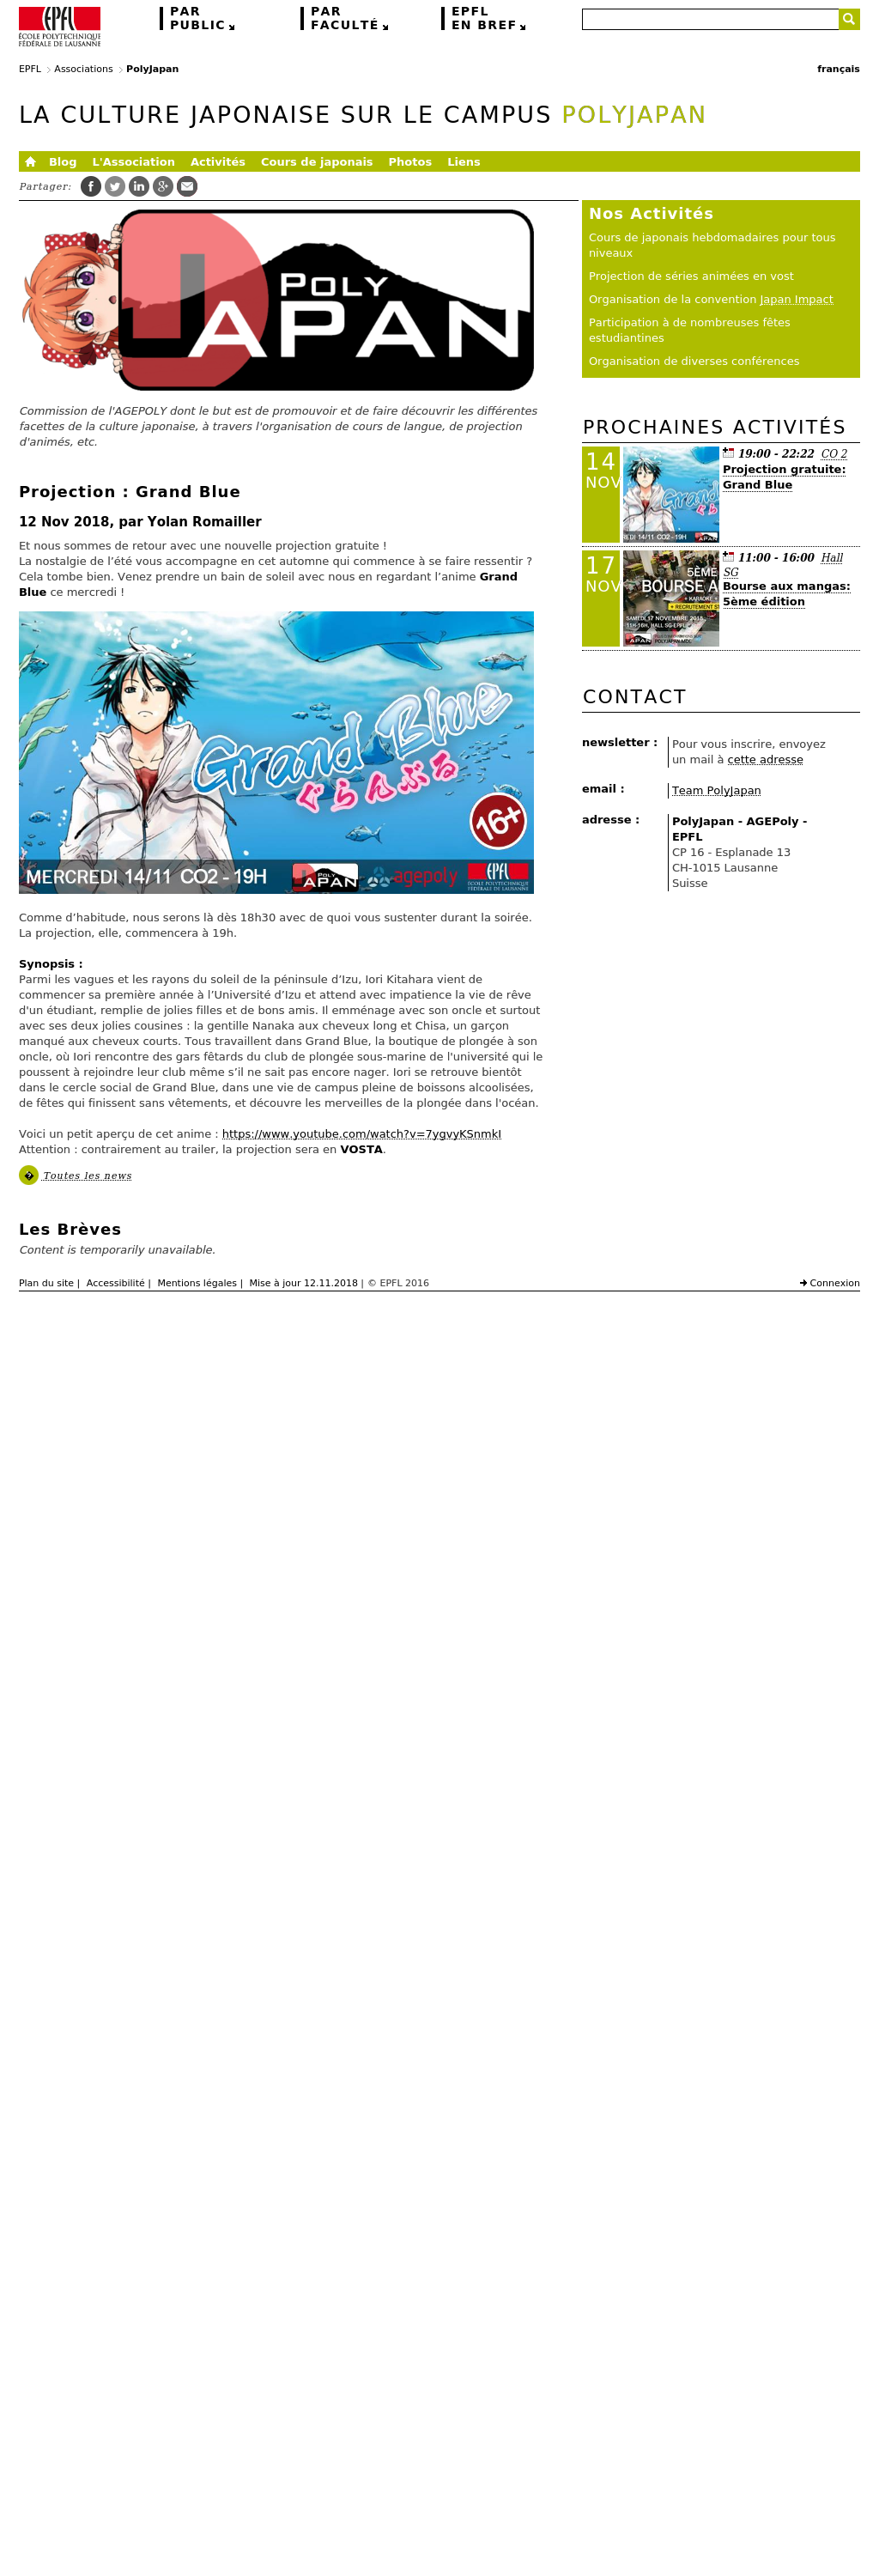 EPFL
ÉCOLE POLYTECHNIQUE
FÉDÉRALE DE LAUSANNE
PAR
PUBLIC
PAR
FACULTÉ
EPFL
EN BREF
EPFL Associations PolyJapan
français
LA CULTURE JAPONAISE SUR LE CAMPUS POLYJAPAN
Blog L'Association Activités Cours de japonais Photos Liens
Partager:
POLY
JAPAN
Commission de l'AGEPOLY dont le but est de promouvoir et de faire découvrir les différentes
facettes de la culture japonaise, à travers l'organisation de cours de langue, de projection
d'animés, etc.
Projection : Grand Blue
12 Nov 2018, par Yolan Romailler
Et nous sommes de retour avec une nouvelle projection gratuite !
La nostalgie de l’été vous accompagne en cet automne qui commence à se faire ressentir ?
Cela tombe bien. Venez prendre un bain de soleil avec nous en regardant l’anime Grand
Blue ce mercredi !
Grand Blue
ぐらんぶる
16+
MERCREDI 14/11 CO2 - 19H
POLY
JAPAN
agepoly
EPFL
ÉCOLE POLYTECHNIQUE
FÉDÉRALE DE LAUSANNE
Comme d’habitude, nous serons là dès 18h30 avec de quoi vous sustenter durant la soirée.
La projection, elle, commencera à 19h.
Synopsis :
Parmi les vagues et les rayons du soleil de la péninsule d’Izu, Iori Kitahara vient de
commencer sa première année à l’Université d’Izu et attend avec impatience la vie de rêve
d'un étudiant, remplie de jolies filles et de bons amis. Il emménage avec son oncle et surtout
avec ses deux jolies cousines : la gentille Nanaka aux cheveux long et Chisa, un garçon
manqué aux cheveux courts. Tous travaillent dans Grand Blue, la boutique de plongée à son
oncle, où Iori rencontre des gars fêtards du club de plongée sous-marine de l'université qui le
poussent à rejoindre leur club même s’il ne sait pas encore nager. Iori se retrouve bientôt
dans le cercle social de Grand Blue, dans une vie de campus pleine de boissons alcoolisées,
de fêtes qui finissent sans vêtements, et découvre les merveilles de la plongée dans l'océan.
Voici un petit aperçu de cet anime : https://www.youtube.com/watch?v=7ygvyKSnmkI
Attention : contrairement au trailer, la projection sera en VOSTA.
� Toutes les news
Les Brèves
Content is temporarily unavailable.
Nos Activités
Cours de japonais hebdomadaires pour tous
niveaux
Projection de séries animées en vost
Organisation de la convention Japan Impact
Participation à de nombreuses fêtes
estudiantines
Organisation de diverses conférences
PROCHAINES ACTIVITÉS
14
NOV
19:00 - 22:22 CO 2
Projection gratuite:
Grand Blue
17
NOV
5ÈME
BOURSE A
+ KARAOKE +
+ RECRUTEMENT ST
SAMEDI 17 NOVEMBRE 2018
11H-16H, HALL SG-EPFL
11:00 - 16:00 Hall
SG
Bourse aux mangas:
5ème édition
CONTACT
newsletter : Pour vous inscrire, envoyez
un mail à cette adresse
email : Team PolyJapan
adresse : PolyJapan - AGEPoly -
EPFL
CP 16 - Esplanade 13
CH-1015 Lausanne
Suisse
Plan du site | Accessibilité | Mentions légales | Mise à jour 12.11.2018 | © EPFL 2016
Connexion